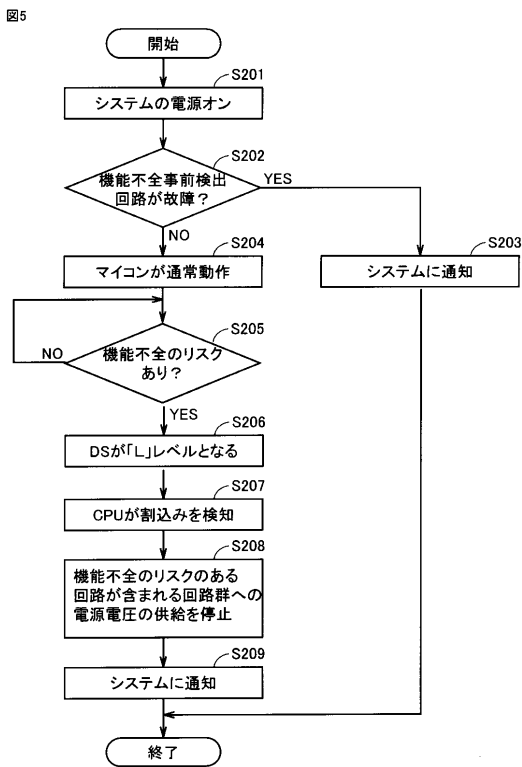 図5
開始
S201
システムの電源オン
S202
機能不全事前検出
回路が故障？
YES
NO
S204
マイコンが通常動作
S203
システムに通知
S205
機能不全のリスク
あり？
NO
YES
S206
DSが「L」レベルとなる
S207
CPUが割込みを検知
S208
機能不全のリスクのある
回路が含まれる回路群への
電源電圧の供給を停止
S209
システムに通知
終了